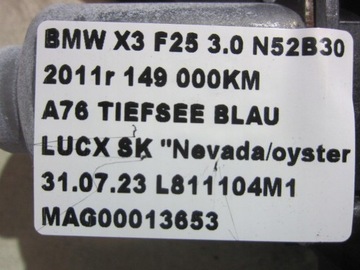 BMW X3 F25 3.0 N52B30
2011r 149 000KM
A76 TIEFSEE BLAU
LUCX SK "Nevada/oyster
31.07.23 L811104M1
MAG00013653